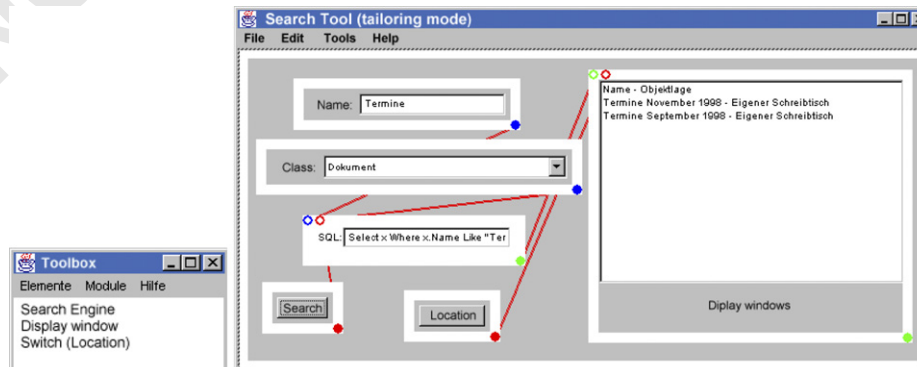 Search Tool (tailoring mode)
File Edit Tools Help
Name: Termine
Class: Dokument
SQL: Select x Where x.Name Like "Ter
Search
Location
Name - Objektlage
Termine November 1998 - Eigener Schreibtisch
Termine September 1998 - Eigener Schreibtisch
Diplay windows
Toolbox
Elemente Module Hilfe
Search Engine
Display window
Switch (Location)